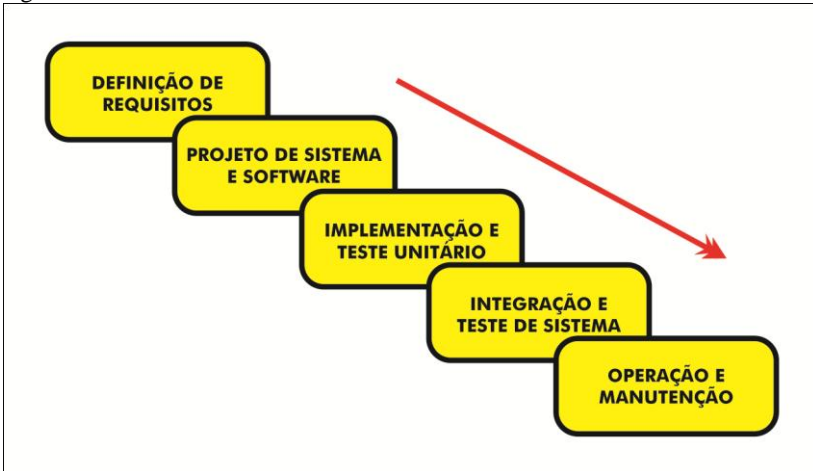 DEFINIÇÃO DE
REQUISITOS
PROJETO DE SISTEMA
E SOFTWARE
IMPLEMENTAÇÃO E
TESTE UNITÁRIO
INTEGRAÇÃO E
TESTE DE SISTEMA
OPERAÇÃO E
MANUTENÇÃO